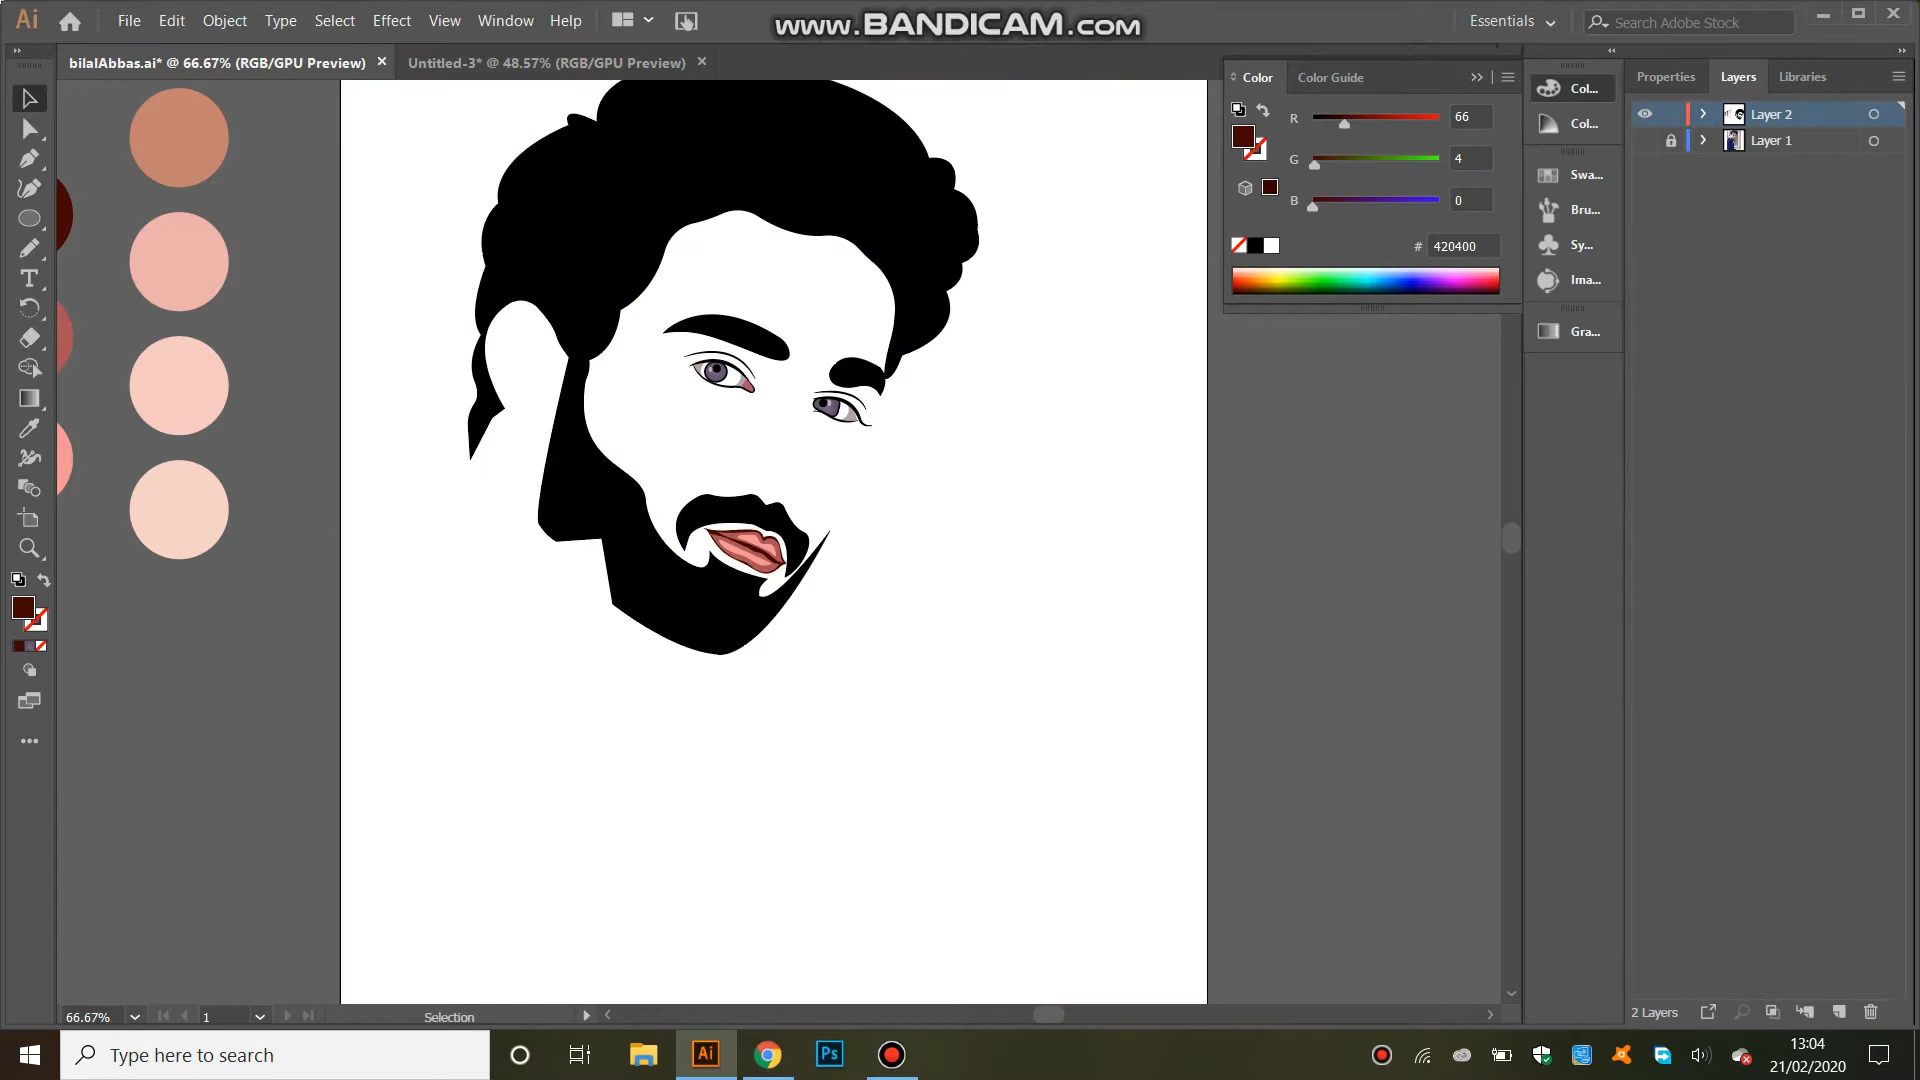 Ai File Edit Object Type Select Effect View Window Help
www.BANDICAM.com
Essentials
Search Adobe Stock
bilalAbbas.ai* @ 66.67% (RGB/GPU Preview) ×
Untitled-3* @ 48.57% (RGB/GPU Preview) ×
Color
Color Guide
R 66
G 4
B 0
# 420400
Col...
Col...
Swa...
Bru...
Sy...
Ima...
Gra...
Properties Layers Libraries
Layer 2
Layer 1
2 Layers
66.67%
1
Selection
Type here to search
Ai
Ps
13:04
21/02/2020